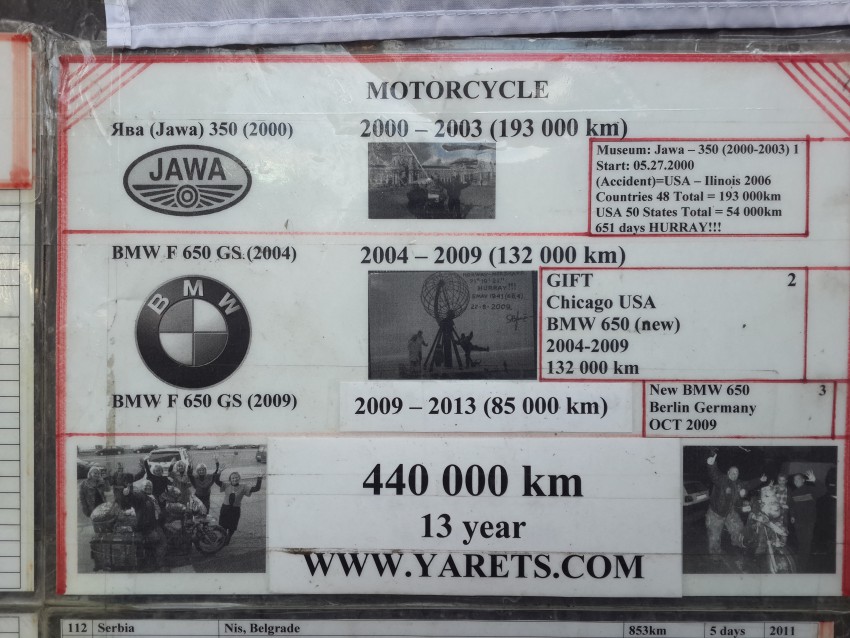 MOTORCYCLE
Ява (Jawa) 350 (2000)
2000 – 2003 (193 000 km)
JAWA
Museum: Jawa – 350 (2000-2003) 1
Start: 05.27.2000
(Accident)=USA – Ilinois 2006
Countries 48 Total = 193 000km
USA 50 States Total = 54 000km
651 days HURRAY!!!
BMW F 650 GS (2004)
2004 – 2009 (132 000 km)
BMW
HURRAY!!!
GIFT 2
Chicago USA
BMW 650 (new)
2004-2009
132 000 km
BMW F 650 GS (2009)
2009 – 2013 (85 000 km)
New BMW 650 3
Berlin Germany
OCT 2009
440 000 km
13 year
WWW.YARETS.COM
112 Serbia Nis, Belgrade 853km 5 days 2011